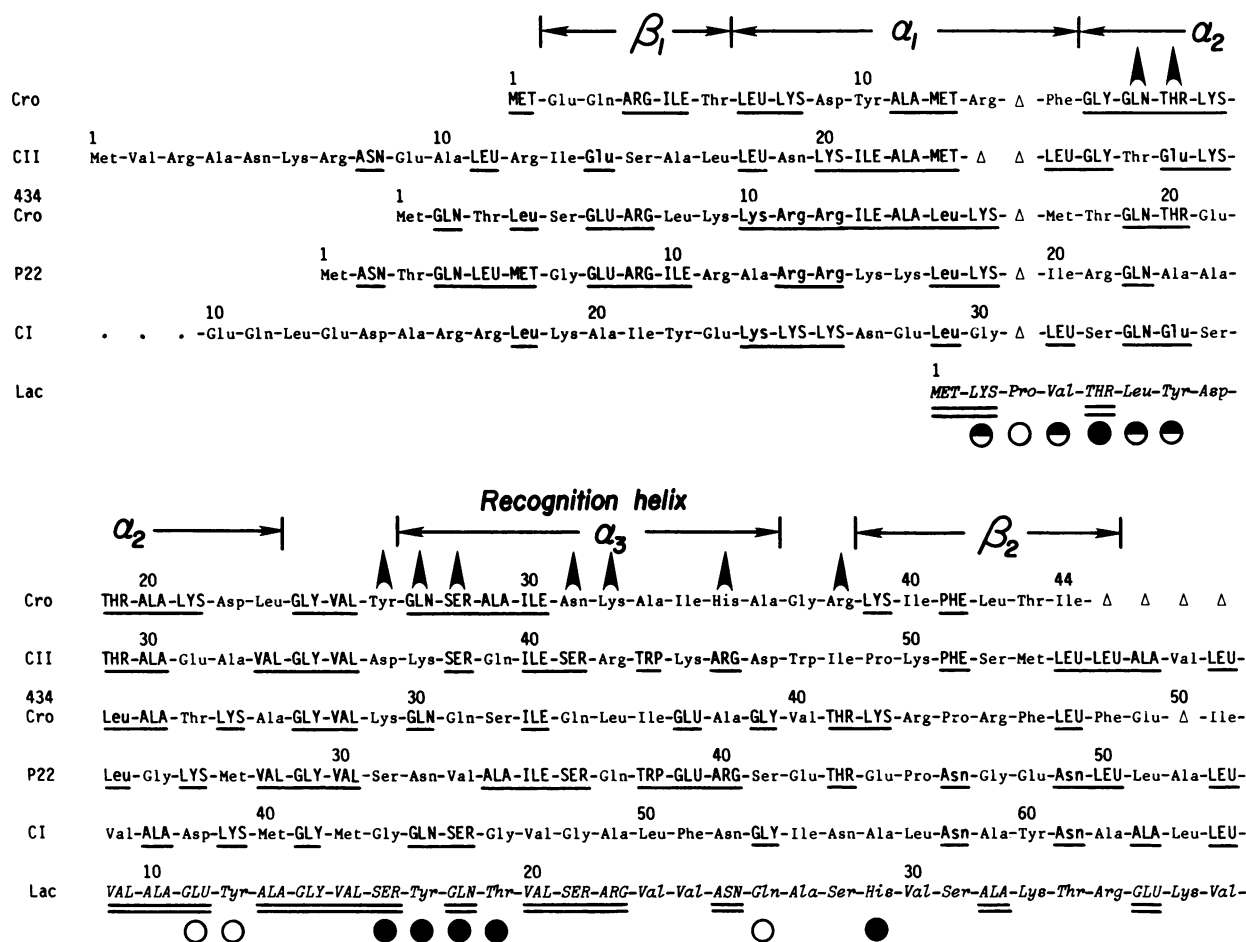 β1 α1 α2
1 10
Cro MET-Glu-Gln-ARG-ILE-Thr-LEU-LYS-Asp-Tyr-ALA-MET-Arg- Δ -Phe-GLY-GLN-THR-LYS-
1 10 20
CII Met-Val-Arg-Ala-Asn-Lys-Arg-ASN-Glu-Ala-LEU-Arg-Ile-Glu-Ser-Ala-Leu-LEU-Asn-LYS-ILE-ALA-MET- Δ Δ -LEU-GLY-Thr-Glu-LYS-
1 10 20
434 Cro Met-GLN-Thr-Leu-Ser-GLU-ARG-Leu-Lys-Lys-Arg-Arg-ILE-ALA-Leu-LYS- Δ -Met-Thr-GLN-THR-Glu-
1 10 20
P22 Met-ASN-Thr-GLN-LEU-MET-Gly-GLU-ARG-ILE-Arg-Ala-Arg-Arg-Lys-Lys-Leu-LYS- Δ -Ile-Arg-GLN-Ala-Ala-
10 20 30
CI . . . -Glu-Gln-Leu-Glu-Asp-Ala-Arg-Arg-Leu-Lys-Ala-Ile-Tyr-Glu-Lys-LYS-LYS-Asn-Glu-Leu-Gly- Δ -LEU-Ser-GLN-Glu-Ser-
1
Lac MET-LYS-Pro-Val-THR-Leu-Tyr-Asp-
Recognition helix
α2 α3 β2
20 30 40 44
Cro THR-ALA-LYS-Asp-Leu-GLY-VAL-Tyr-GLN-SER-ALA-ILE-Asn-Lys-Ala-Ile-His-Ala-Gly-Arg-LYS-Ile-PHE-Leu-Thr-Ile- Δ Δ Δ Δ
30 40 50
CII THR-ALA-Glu-Ala-VAL-GLY-VAL-Asp-Lys-SER-Gln-ILE-SER-Arg-TRP-Lys-ARG-Asp-Trp-Ile-Pro-Lys-PHE-Ser-Met-LEU-LEU-ALA-Val-LEU-
30 40 50
434 Cro Leu-ALA-Thr-LYS-Ala-GLY-VAL-Lys-GLN-Gln-Ser-ILE-Gln-Leu-Ile-GLU-Ala-GLY-Val-THR-LYS-Arg-Pro-Arg-Phe-LEU-Phe-Glu- Δ -Ile-
30 40 50
P22 Leu-Gly-LYS-Met-VAL-GLY-VAL-Ser-Asn-Val-ALA-ILE-SER-Gln-TRP-GLU-ARG-Ser-Glu-THR-Glu-Pro-Asn-Gly-Glu-Asn-LEU-Leu-Ala-LEU-
40 50 60
CI Val-ALA-Asp-LYS-Met-GLY-Met-Gly-GLN-SER-Gly-Val-Gly-Ala-Leu-Phe-Asn-GLY-Ile-Asn-Ala-Leu-Asn-Ala-Tyr-Asn-Ala-ALA-Leu-LEU-
10 20 30
Lac VAL-ALA-GLU-Tyr-ALA-GLY-VAL-SER-Tyr-GLN-Thr-VAL-SER-ARG-Val-Val-ASN-Gln-Ala-Ser-His-Val-Ser-ALA-Lys-Thr-Arg-GLU-Lys-Val-